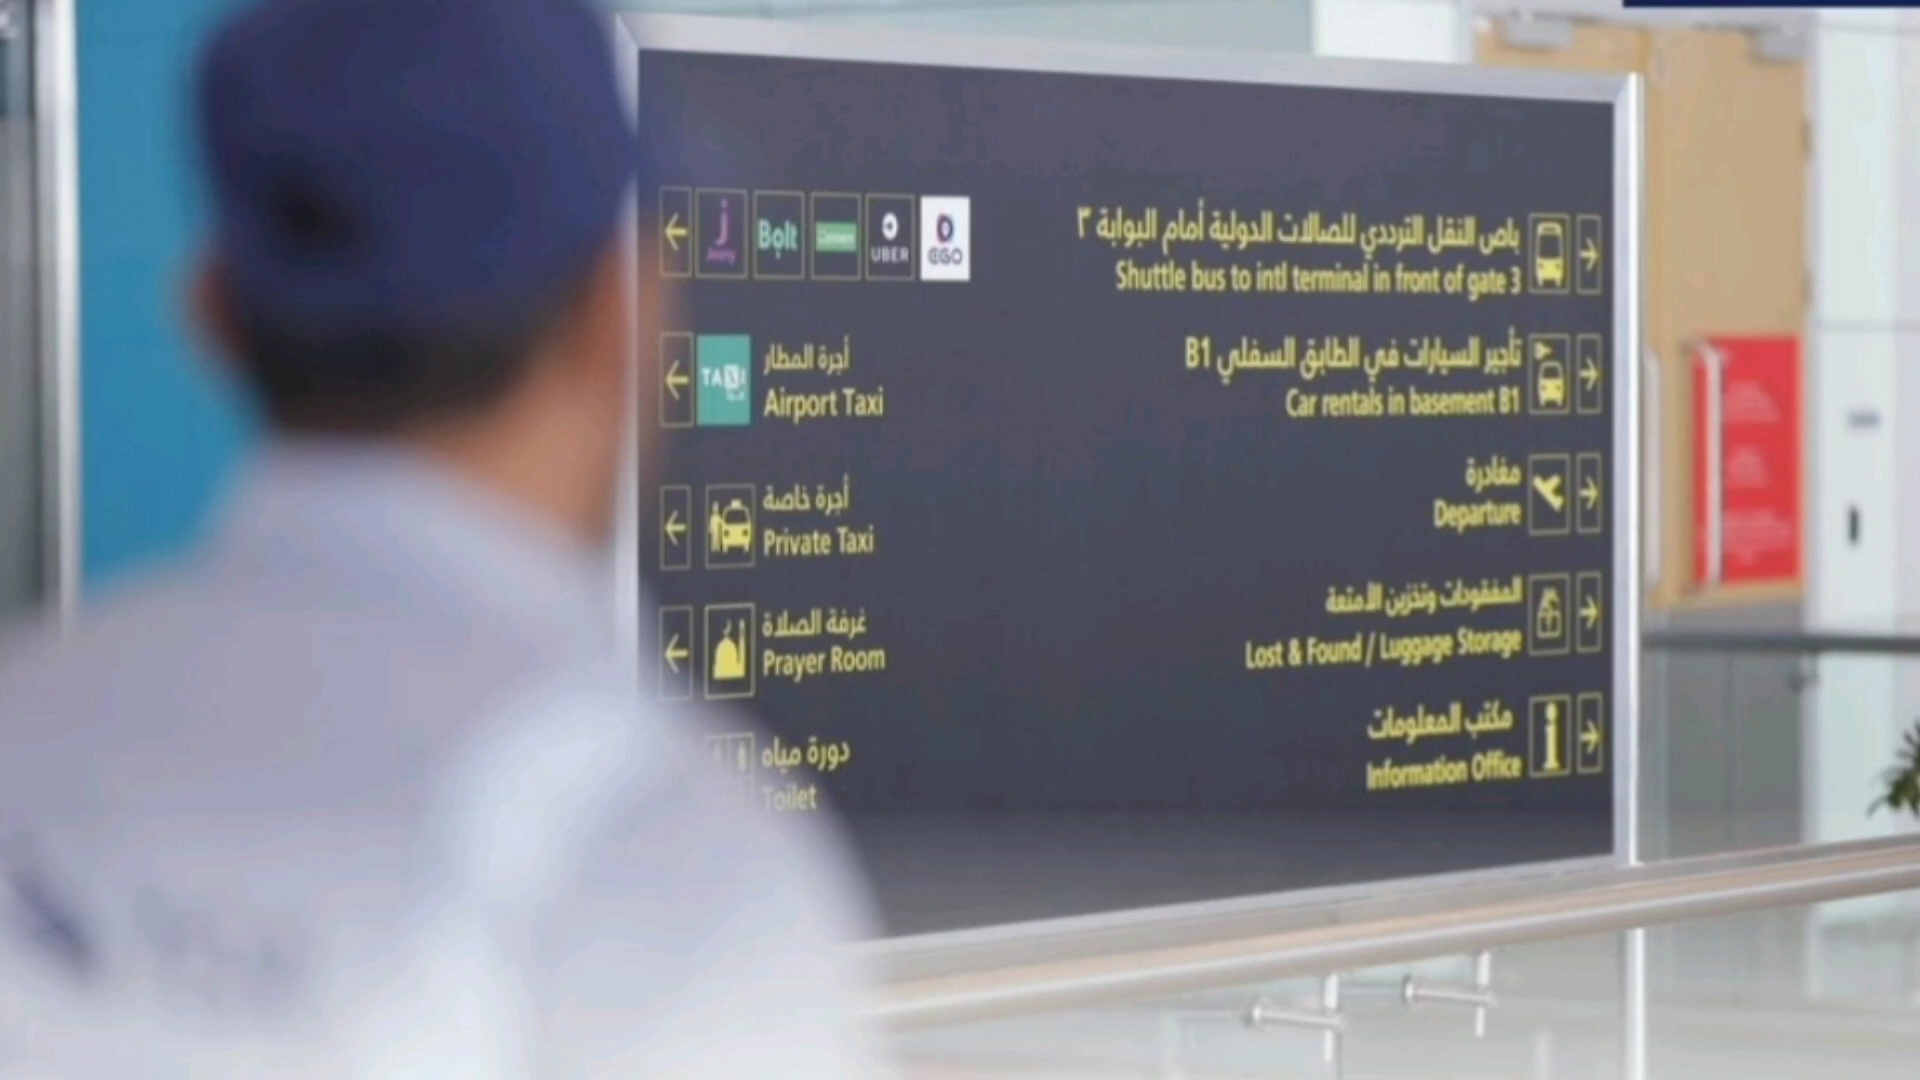 Bolt
UBER
EGO
TAXI
أجرة المطار
Airport Taxi
أجرة خاصة
Private Taxi
غرفة الصلاة
Prayer Room
دورة مياه
Toilet
باص النقل الترددي للصالات الدولية أمام البوابة ٣
Shuttle bus to intl terminal in front of gate 3
تأجير السيارات في الطابق السفلي B1
Car rentals in basement B1
مغادرة
Departure
المفقودات وتخزين الأمتعة
Lost & Found / Luggage Storage
مكتب المعلومات
Information Office